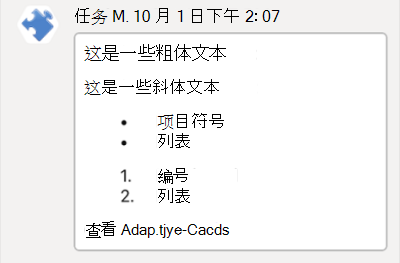 任务 M. 10 月 1 日下午 2: 07
这是一些粗体文本
这是一些斜体文本
• 项目符号
• 列表
1. 编号
2. 列表
查看 Adap.tjye-Cacds